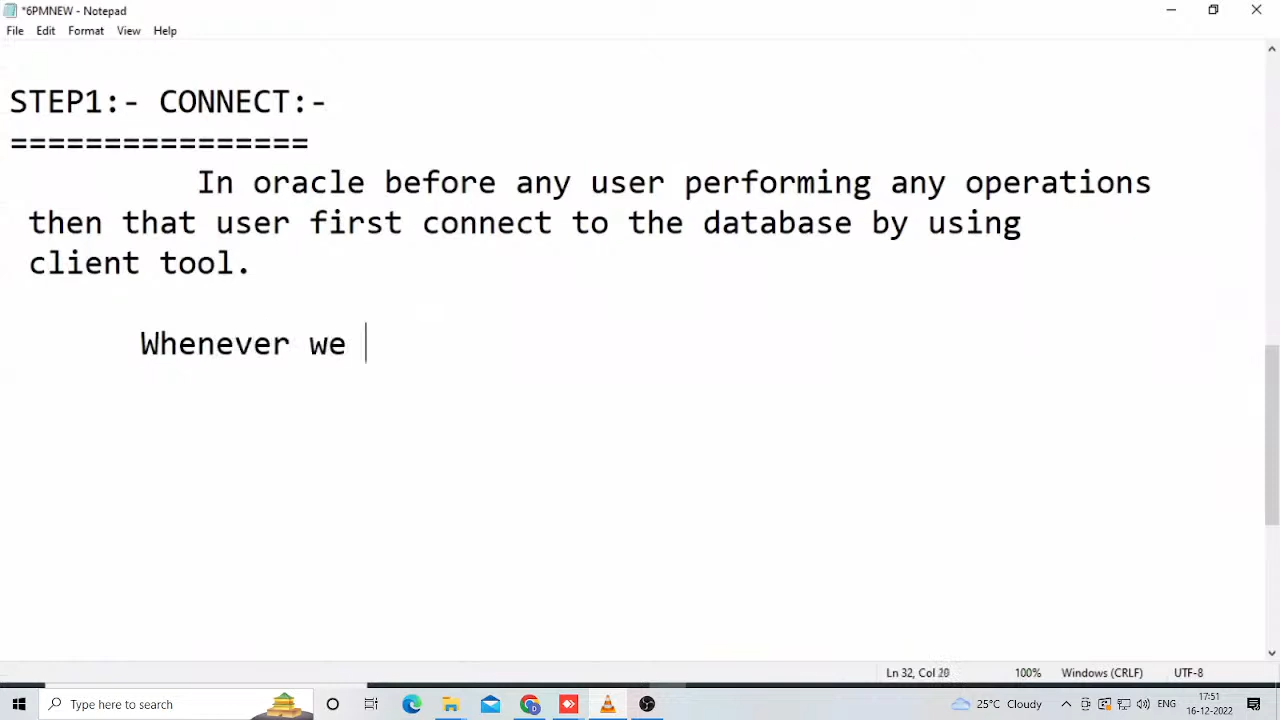 *6PMNEW - Notepad
File Edit Format View Help
STEP1:- CONNECT:-
================
In oracle before any user performing any operations
then that user first connect to the database by using
client tool.
Whenever we
Ln 32, Col 20 100% Windows (CRLF) UTF-8
Type here to search
25°C Cloudy
ENG
17:51
16-12-2022